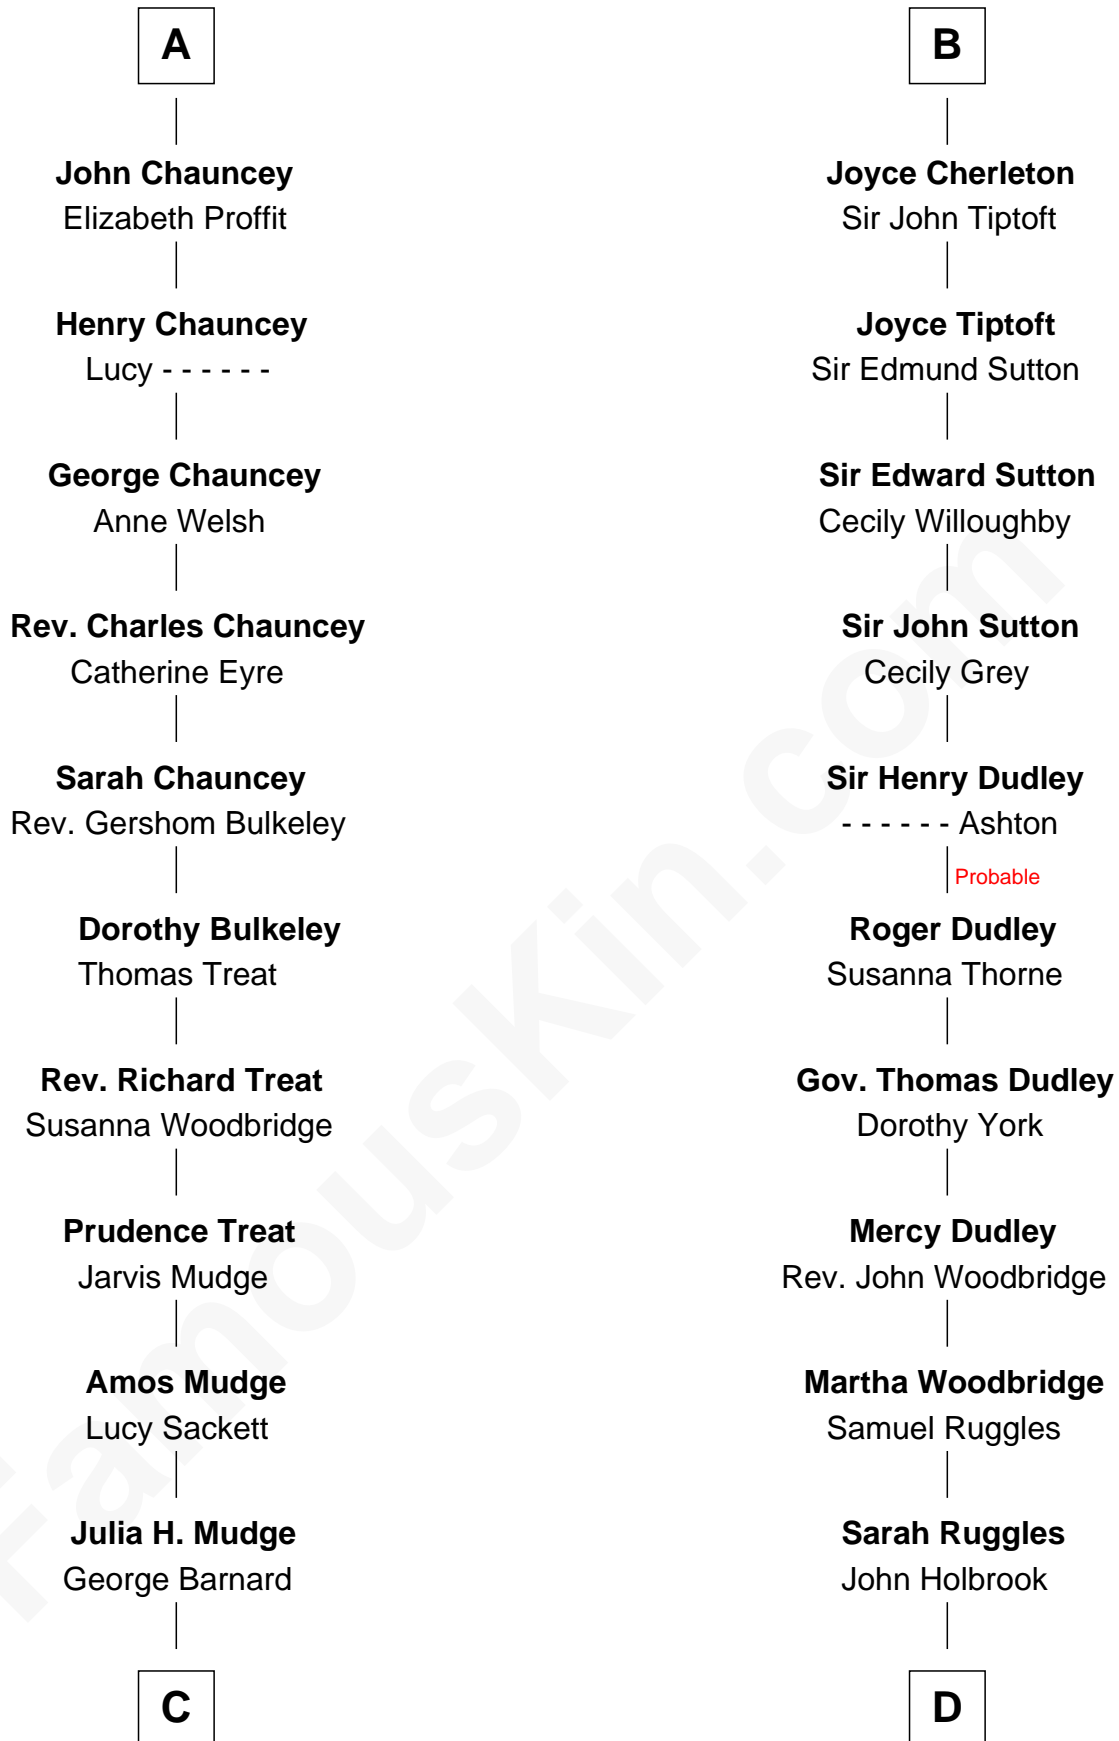 A
John Chauncey
Elizabeth Proffit
Henry Chauncey
Lucy - - - - - -
George Chauncey
Anne Welsh
Rev. Charles Chauncey
Catherine Eyre
Sarah Chauncey
Rev. Gershom Bulkeley
Dorothy Bulkeley
Thomas Treat
Rev. Richard Treat
Susanna Woodbridge
Prudence Treat
Jarvis Mudge
Amos Mudge
Lucy Sackett
Julia H. Mudge
George Barnard
C
B
Joyce Cherleton
Sir John Tiptoft
Joyce Tiptoft
Sir Edmund Sutton
Sir Edward Sutton
Cecily Willoughby
Sir John Sutton
Cecily Grey
Sir Henry Dudley
- - - - - - Ashton
Probable
Roger Dudley
Susanna Thorne
Gov. Thomas Dudley
Dorothy York
Mercy Dudley
Rev. John Woodbridge
Martha Woodbridge
Samuel Ruggles
Sarah Ruggles
John Holbrook
D
FamousKin.com